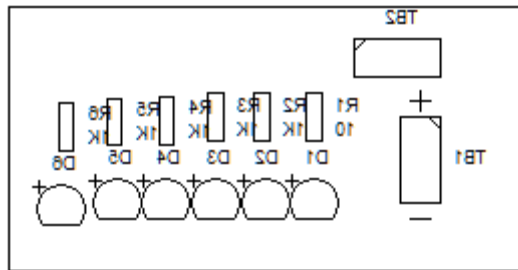 TB2
R6 R5 R4 R3 R2 R1
1K 1K 1K 1K 1K 10
D6 D5 D4 D3 D2 D1
TB1
+
−
+ + + + + +